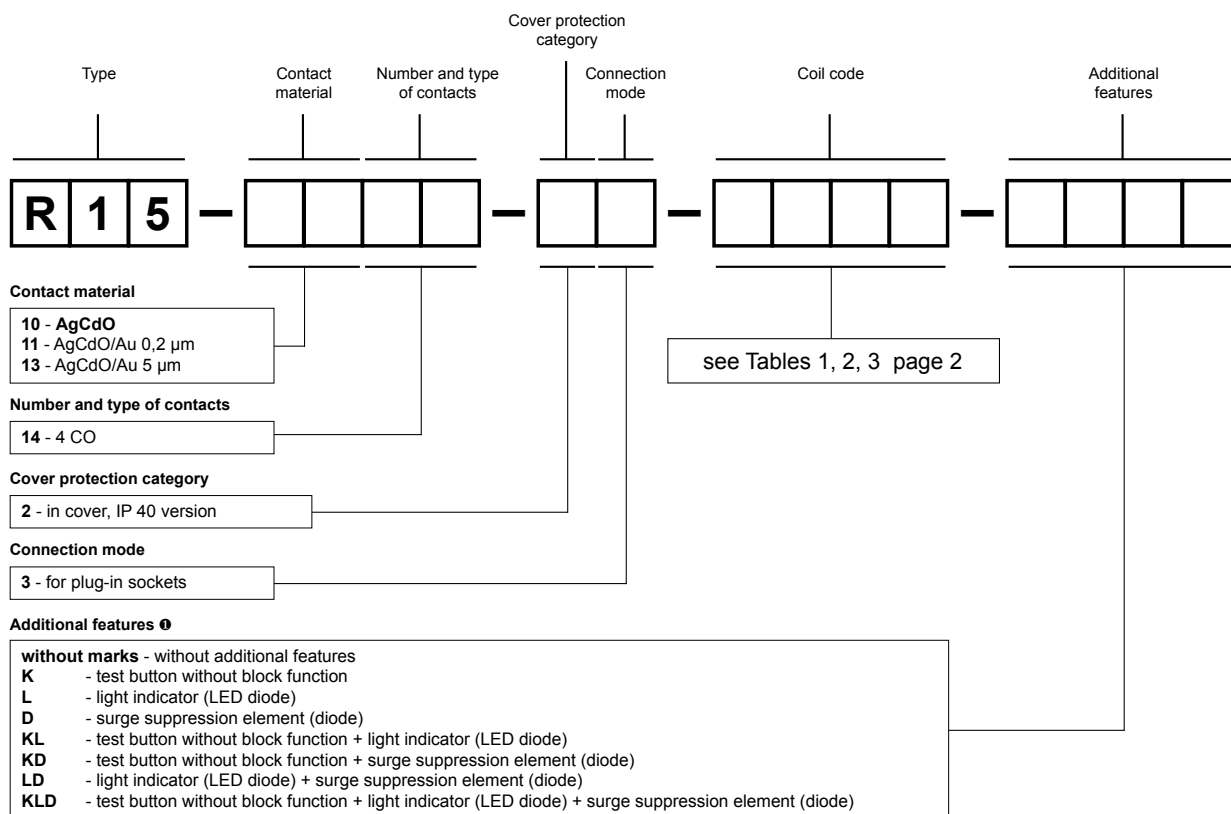 Cover protection
category
Type
Contact
material
Number and type
of contacts
Connection
mode
Coil code
Additional
features
R 1 5 – – – –
Contact material
10 - AgCdO
11 - AgCdO/Au 0,2 µm
13 - AgCdO/Au 5 µm
see Tables 1, 2, 3 page 2
Number and type of contacts
14 - 4 CO
Cover protection category
2 - in cover, IP 40 version
Connection mode
3 - for plug-in sockets
Additional features ❶
without marks - without additional features
K - test button without block function
L - light indicator (LED diode)
D - surge suppression element (diode)
KL - test button without block function + light indicator (LED diode)
KD - test button without block function + surge suppression element (diode)
LD - light indicator (LED diode) + surge suppression element (diode)
KLD - test button without block function + light indicator (LED diode) + surge suppression element (diode)